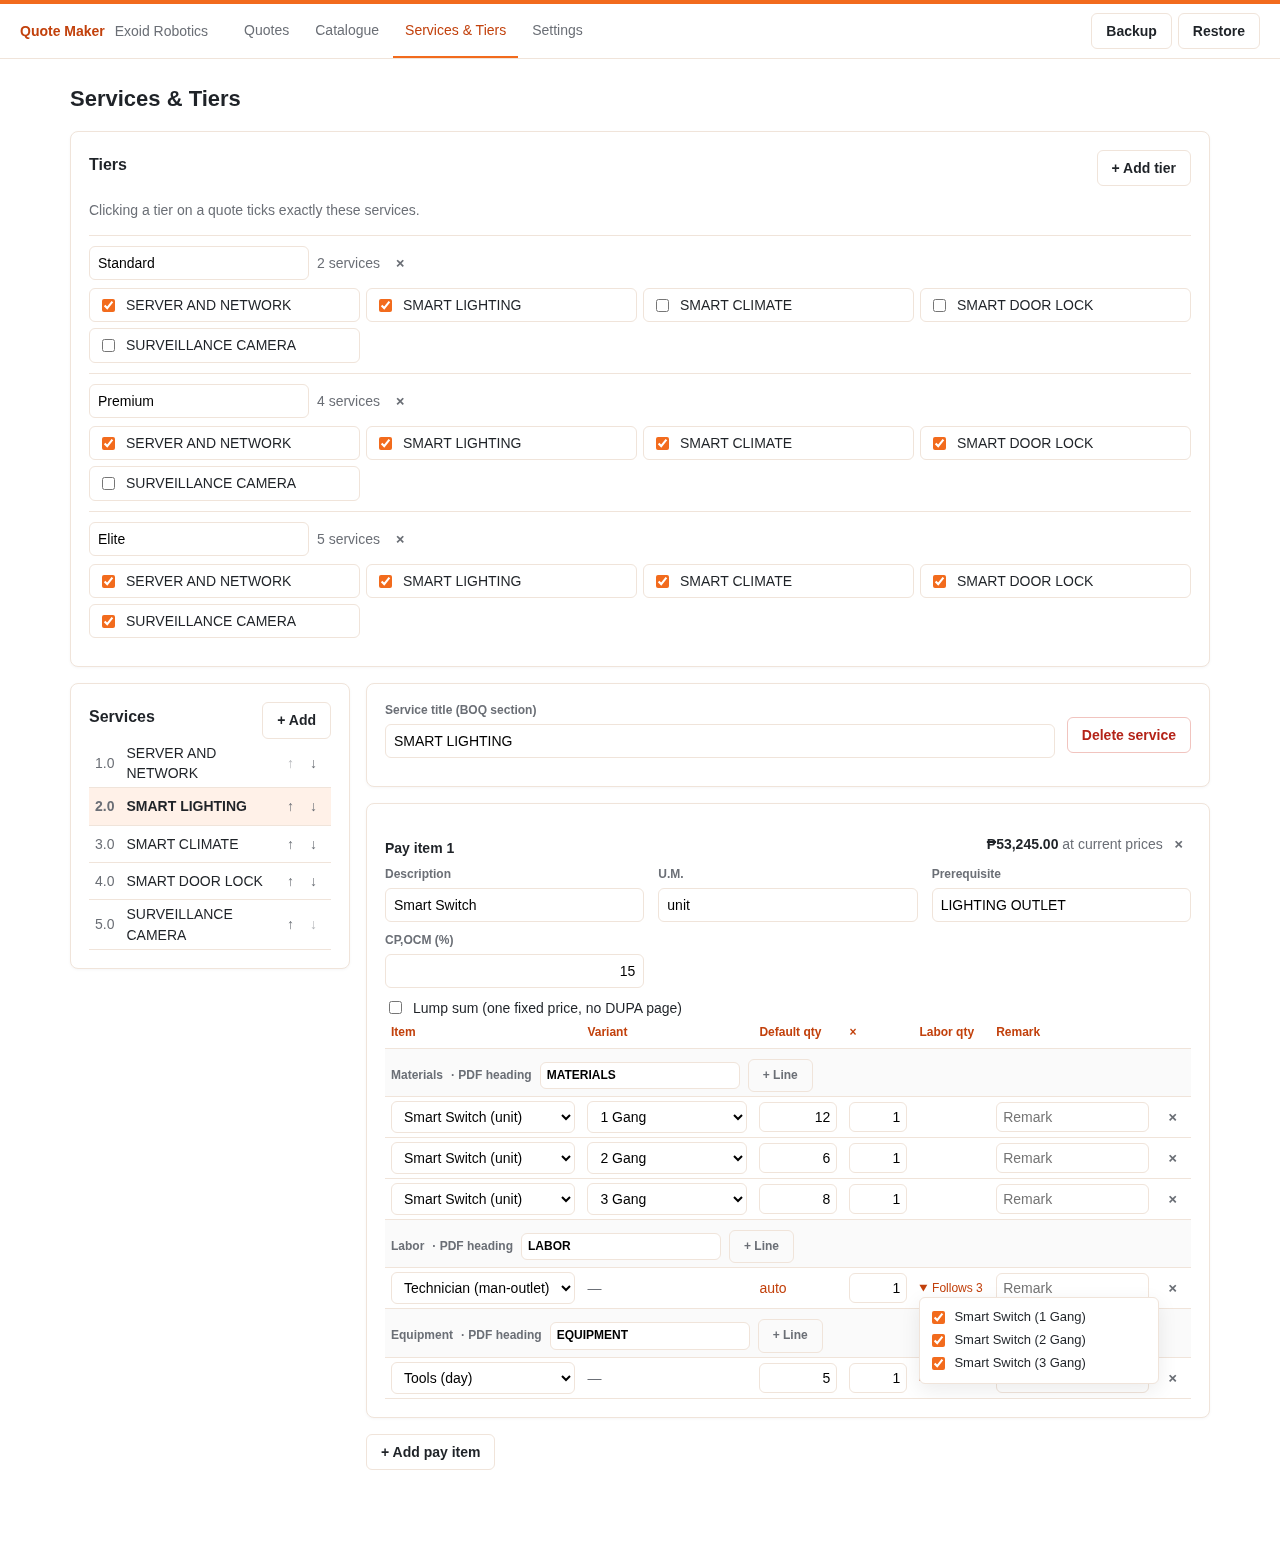 Quote Maker Exoid Robotics Quotes Catalogue Services & Tiers Settings Backup Restore
Services & Tiers
Tiers + Add tier
Clicking a tier on a quote ticks exactly these services.
Standard 2 services ×
SERVER AND NETWORK SMART LIGHTING SMART CLIMATE SMART DOOR LOCK
SURVEILLANCE CAMERA
Premium 4 services ×
SERVER AND NETWORK SMART LIGHTING SMART CLIMATE SMART DOOR LOCK
SURVEILLANCE CAMERA
Elite 5 services ×
SERVER AND NETWORK SMART LIGHTING SMART CLIMATE SMART DOOR LOCK
SURVEILLANCE CAMERA
Services + Add
1.0 SERVER AND NETWORK ↑ ↓
2.0 SMART LIGHTING ↑ ↓
3.0 SMART CLIMATE ↑ ↓
4.0 SMART DOOR LOCK ↑ ↓
5.0 SURVEILLANCE CAMERA ↑ ↓
Service title (BOQ section)
SMART LIGHTING Delete service
Pay item 1 ₱53,245.00 at current prices ×
Description U.M. Prerequisite
Smart Switch unit LIGHTING OUTLET
CP,OCM (%)
15
Lump sum (one fixed price, no DUPA page)
Item Variant Default qty × Labor qty Remark
Materials · PDF heading MATERIALS + Line
Smart Switch (unit) 1 Gang 12 1 Remark ×
Smart Switch (unit) 2 Gang 6 1 Remark ×
Smart Switch (unit) 3 Gang 8 1 Remark ×
Labor · PDF heading LABOR + Line
Technician (man-outlet) — auto 1 ▼ Follows 3 Remark ×
Smart Switch (1 Gang)
Smart Switch (2 Gang)
Smart Switch (3 Gang)
Equipment · PDF heading EQUIPMENT + Line
Tools (day) — 5 1 ×
+ Add pay item